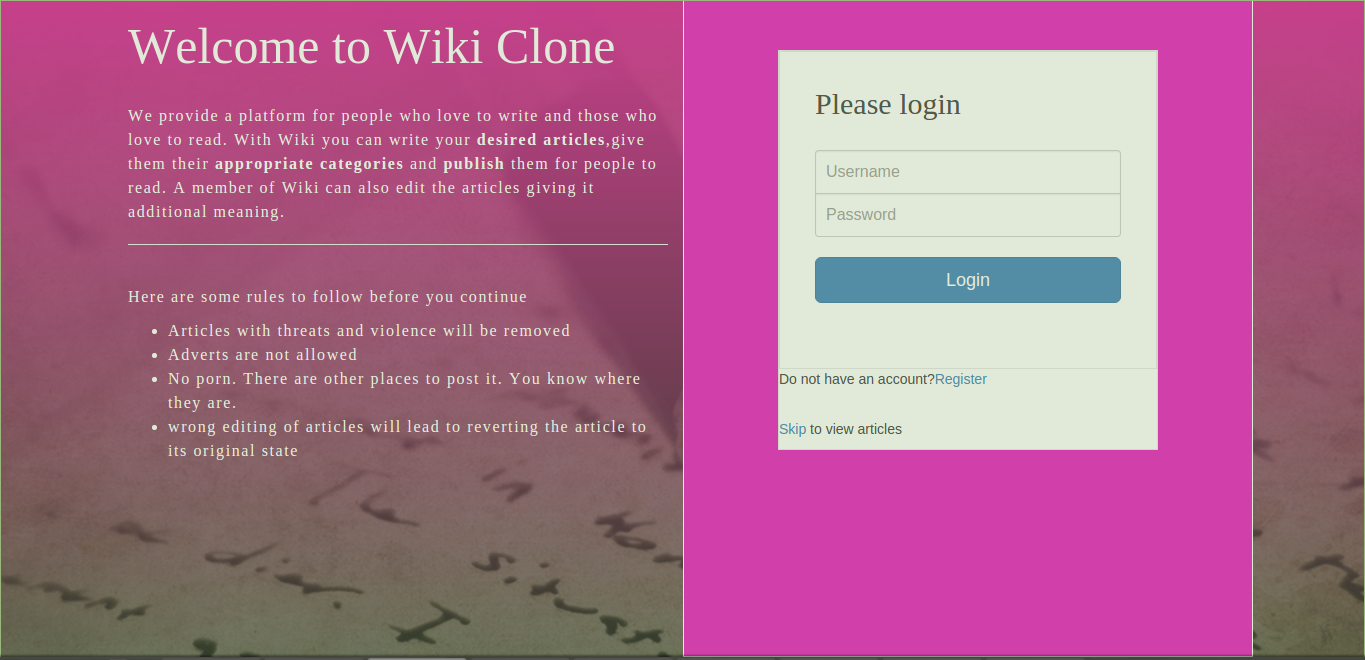 Welcome to Wiki Clone
We provide a platform for people who love to write and those who
love to read. With Wiki you can write your desired articles,give
them their appropriate categories and publish them for people to
read. A member of Wiki can also edit the articles giving it
additional meaning.
Here are some rules to follow before you continue
• Articles with threats and violence will be removed
• Adverts are not allowed
• No porn. There are other places to post it. You know where
they are.
• wrong editing of articles will lead to reverting the article to
its original state
Please login
Username
Password
Login
Do not have an account?Register
Skip to view articles